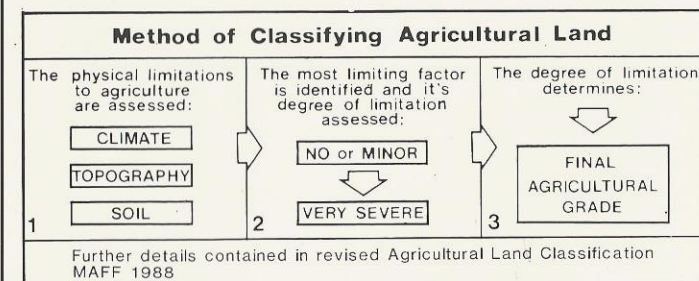 Method of Classifying Agricultural Land
The physical limitations
to agriculture
are assessed:
CLIMATE
TOPOGRAPHY
SOIL
1
The most limiting factor
is identified and it's
degree of limitation
assessed:
NO or MINOR
VERY SEVERE
2
The degree of limitation
determines:
FINAL
AGRICULTURAL
GRADE
3
Further details contained in revised Agricultural Land Classification
MAFF 1988